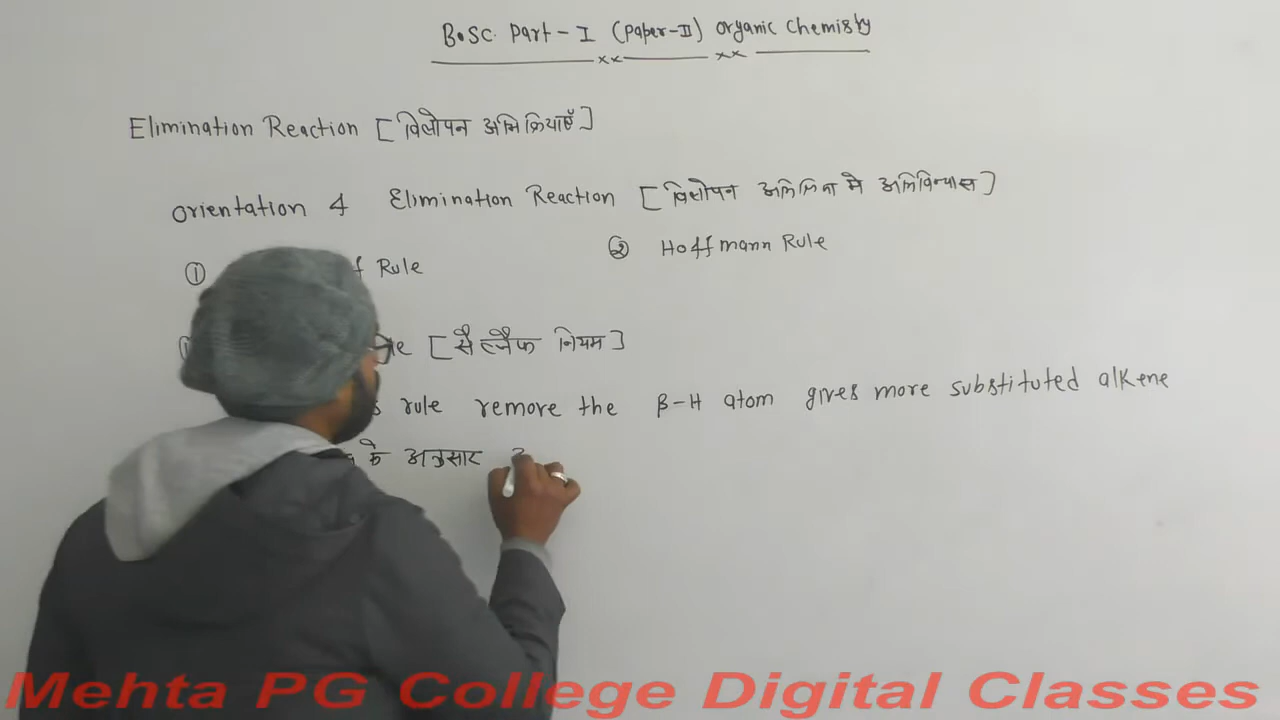 B.Sc. Part - I (Paper-II) Organic Chemistry
Elimination Reaction [विलोपन अभिक्रियाएँ]
Orientation 4 Elimination Reaction [विलोपन अभिक्रिया मे अभिविन्यास]
① Rule
② Hoffmann Rule
[सैत्जैफ नियम]
rule remore the β-H atom gives more substituted alkene
के अनुसार
Mehta PG College Digital Classes